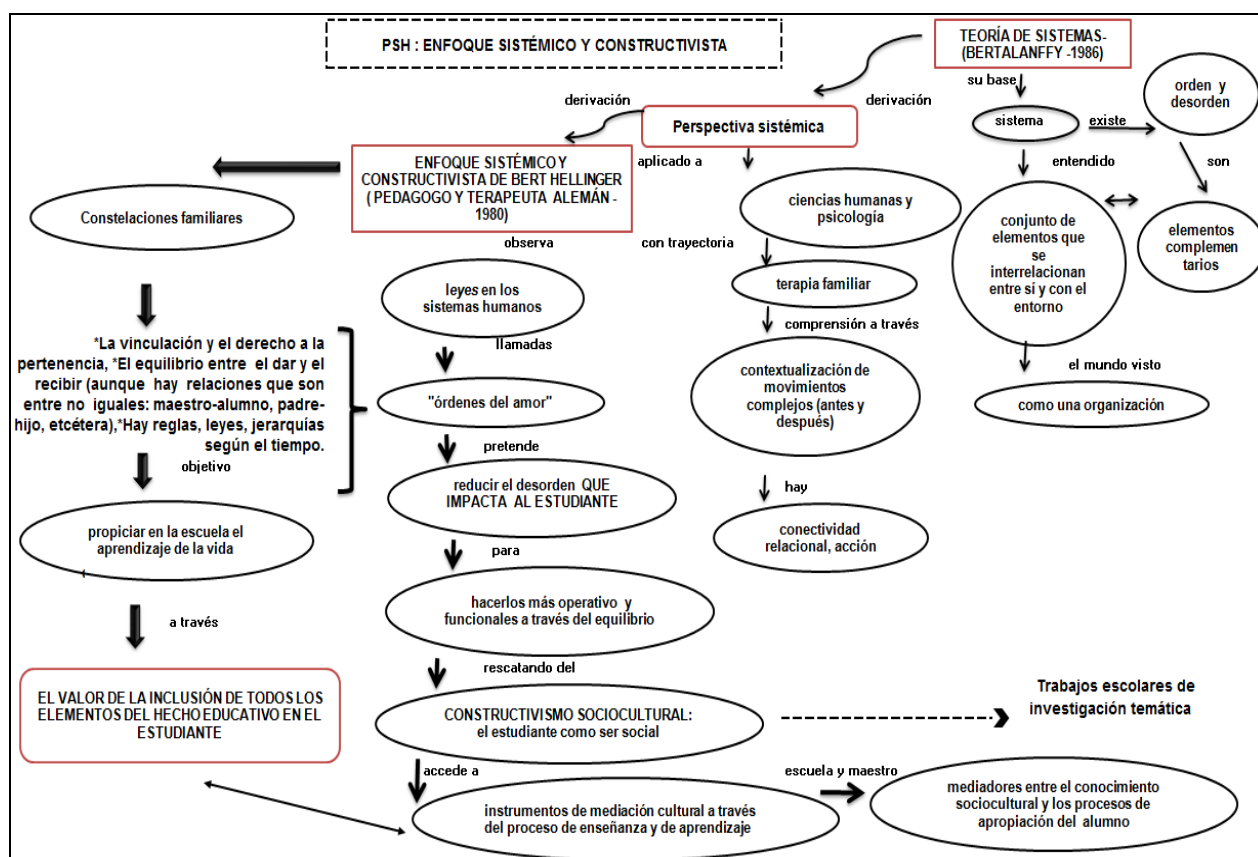 PSH : ENFOQUE SISTÉMICO Y CONSTRUCTIVISTA
TEORÍA DE SISTEMAS-
(BERTALANFFY -1986)
su base
orden y
desorden
derivación
derivación
sistema
existe
Perspectiva sistémica
ENFOQUE SISTÉMICO Y
CONSTRUCTIVISTA DE BERT HELLINGER
( PEDAGOGO Y TERAPEUTA ALEMÁN -
1980)
aplicado a
entendido
son
Constelaciones familiares
ciencias humanas y
psicología
conjunto de
elementos que
se
interrelacionan
entre sí y con el
entorno
elementos
complemen
tarios
observa
con trayectoria
leyes en los
sistemas humanos
terapia familiar
llamadas
comprensión a través
*La vinculación y el derecho a la
pertenencia, *El equilibrio entre el dar y el
recibir (aunque hay relaciones que son
entre no iguales: maestro-alumno, padre-
hijo, etcétera),*Hay reglas, leyes, jerarquías
según el tiempo.
contextualización de
movimientos
complejos (antes y
después)
el mundo visto
como una organización
"órdenes del amor"
objetivo
pretende
reducir el desorden QUE
IMPACTA AL ESTUDIANTE
hay
propiciar en la escuela el
aprendizaje de la vida
conectividad
relacional, acción
para
hacerlos más operativo y
funcionales a través del equilibrio
a través
rescatando del
EL VALOR DE LA INCLUSIÓN DE TODOS LOS
ELEMENTOS DEL HECHO EDUCATIVO EN EL
ESTUDIANTE
CONSTRUCTIVISMO SOCIOCULTURAL:
el estudiante como ser social
Trabajos escolares de
investigación temática
accede a
escuela y maestro
instrumentos de mediación cultural a través
del proceso de enseñanza y de aprendizaje
mediadores entre el conocimiento
sociocultural y los procesos de
apropiación del alumno